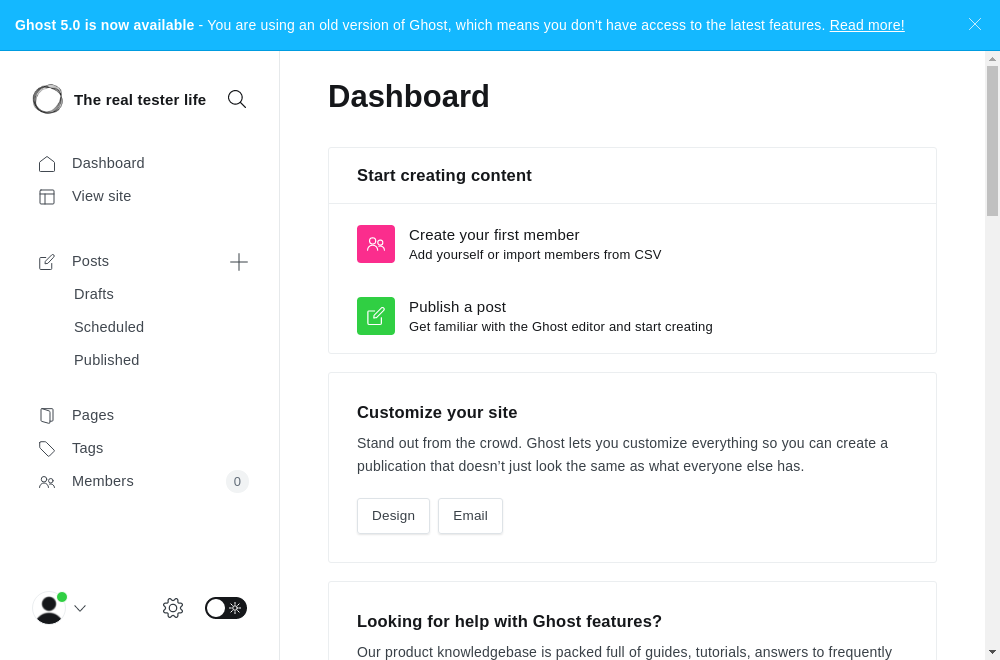 Ghost 5.0 is now available - You are using an old version of Ghost, which means you don't have access to the latest features. Read more!
The real tester life
Dashboard
View site
Posts
Drafts
Scheduled
Published
Pages
Tags
Members
0
Dashboard
Start creating content
Create your first member
Add yourself or import members from CSV
Publish a post
Get familiar with the Ghost editor and start creating
Customize your site
Stand out from the crowd. Ghost lets you customize everything so you can create a
publication that doesn’t just look the same as what everyone else has.
Design
Email
Looking for help with Ghost features?
Our product knowledgebase is packed full of guides, tutorials, answers to frequently